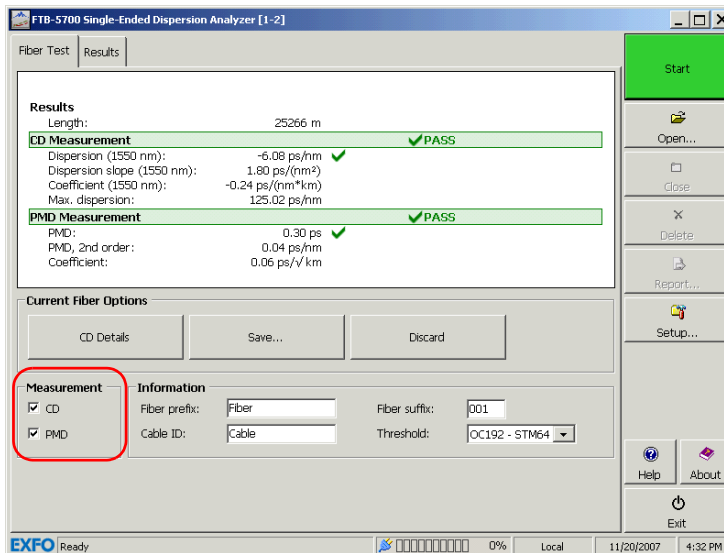 FTB-5700 Single-Ended Dispersion Analyzer [1-2]
Fiber Test Results
Results
Length: 25266 m
CD Measurement PASS
Dispersion (1550 nm): -6.08 ps/nm
Dispersion slope (1550 nm): 1.80 ps/(nm²)
Coefficient (1550 nm): -0.24 ps/(nm*km)
Max. dispersion: 125.02 ps/nm
PMD Measurement PASS
PMD: 0.30 ps
PMD, 2nd order: 0.04 ps/nm
Coefficient: 0.06 ps/√km
Current Fiber Options
CD Details Save... Discard
Measurement
CD
PMD
Information
Fiber prefix: Fiber Fiber suffix: 001
Cable ID: Cable Threshold: OC192 - STM64
Start
Open...
Close
Delete
Report...
Setup...
Help About
Exit
EXFO Ready 0% Local 11/20/2007 4:32 PM